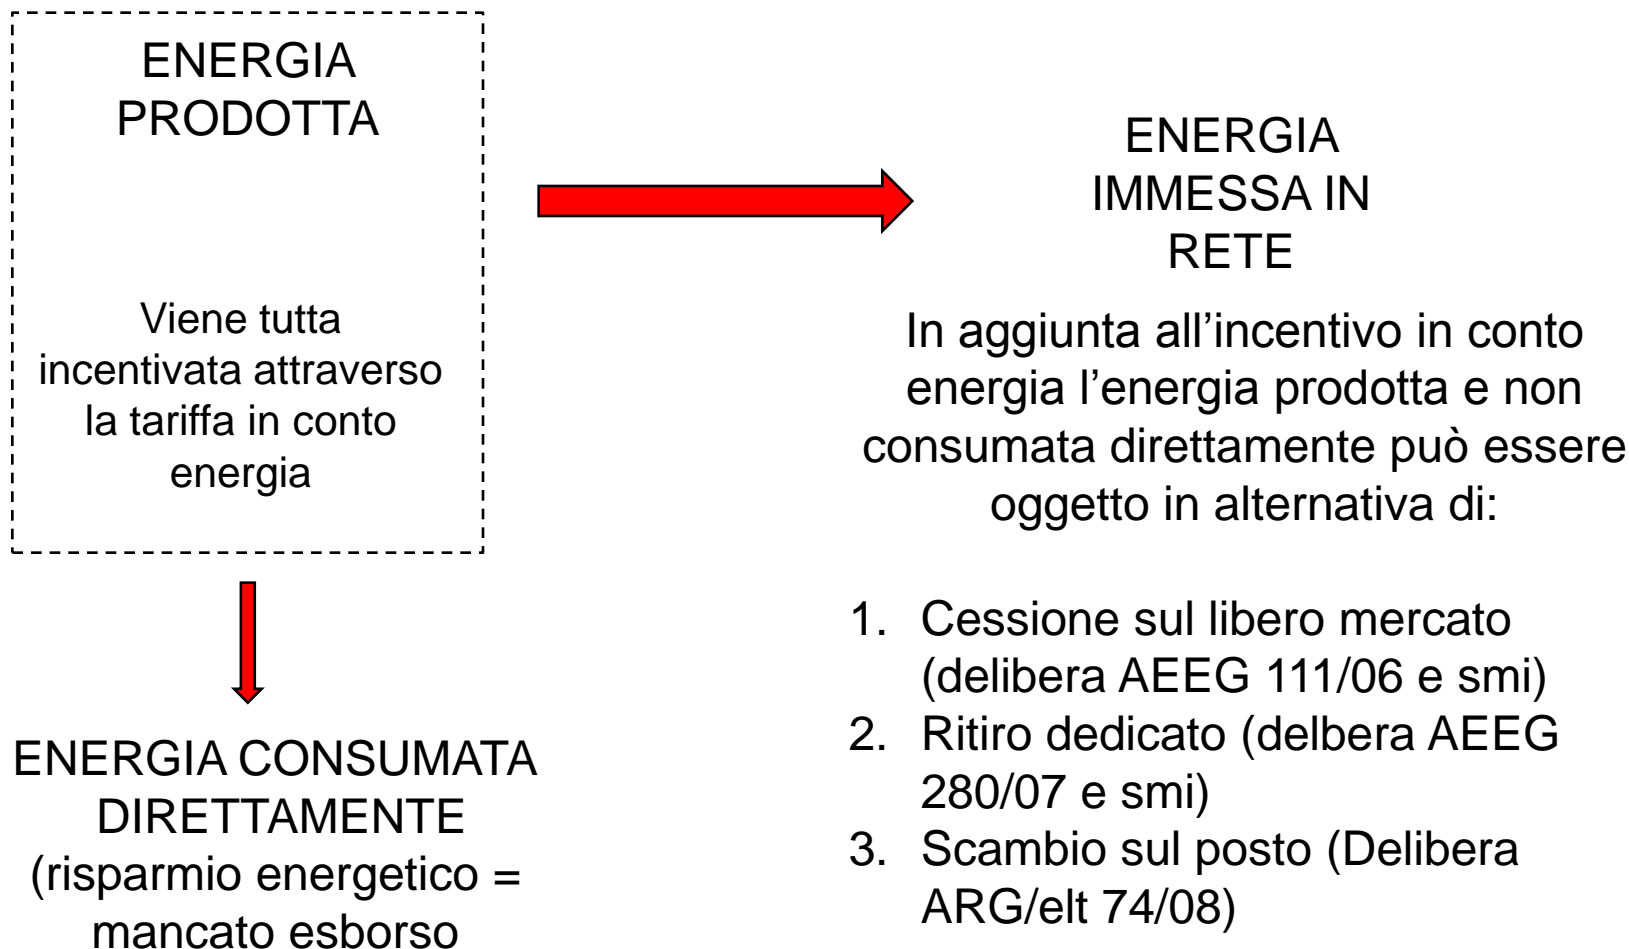 ENERGIA
PRODOTTA
Viene tutta
incentivata attraverso
la tariffa in conto
energia
ENERGIA CONSUMATA
DIRETTAMENTE
(risparmio energetico =
mancato esborso
ENERGIA
IMMESSA IN
RETE
In aggiunta all’incentivo in conto
energia l’energia prodotta e non
consumata direttamente può essere
oggetto in alternativa di:
1. Cessione sul libero mercato
(delibera AEEG 111/06 e smi)
2. Ritiro dedicato (delbera AEEG
280/07 e smi)
3. Scambio sul posto (Delibera
ARG/elt 74/08)